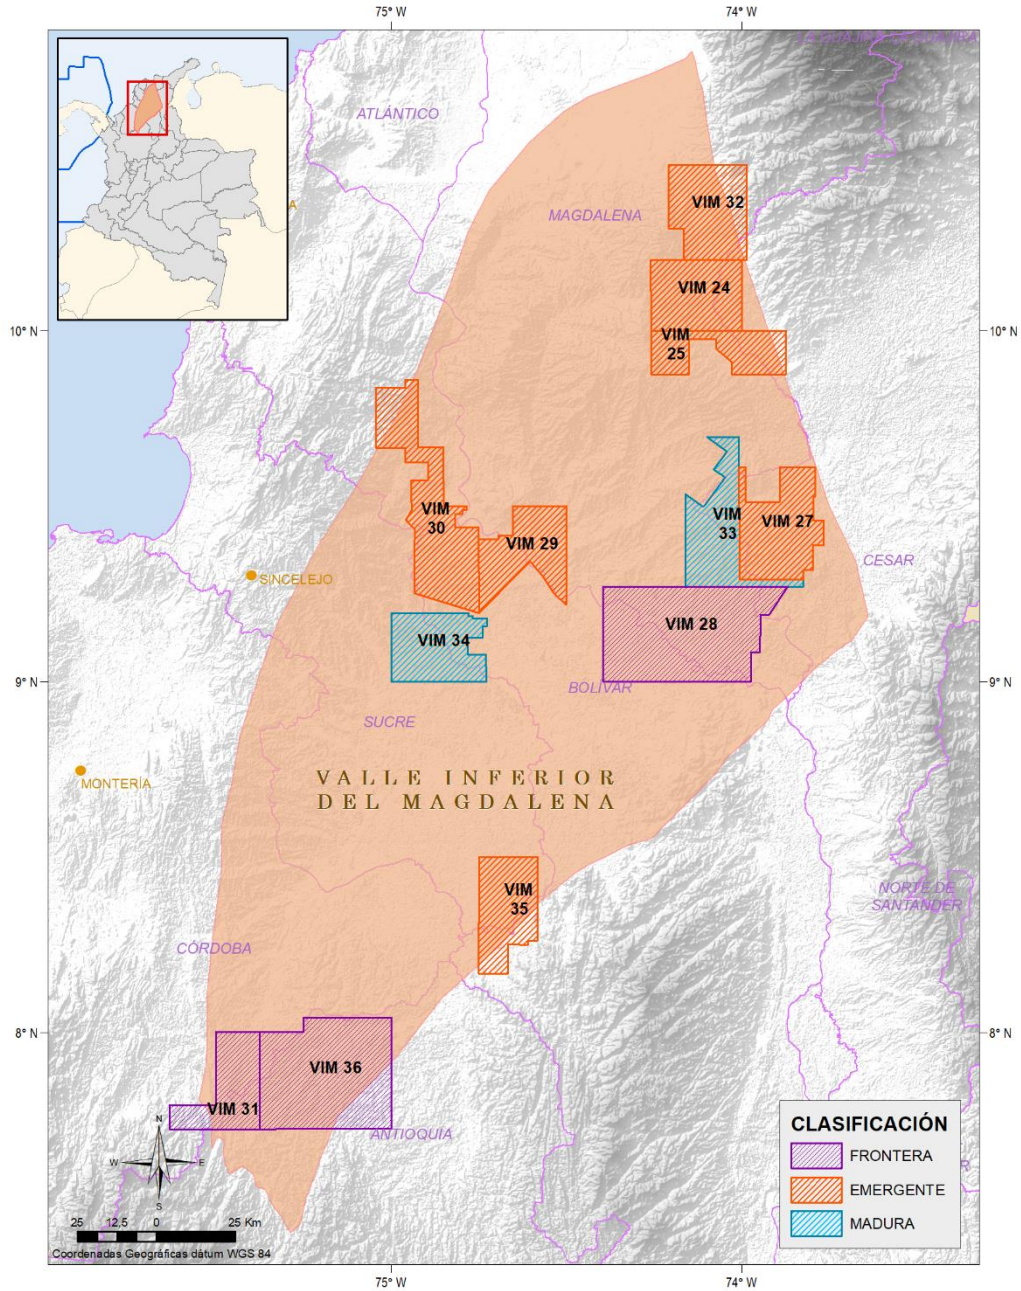 75° W
74° W
ATLÁNTICO
MAGDALENA
VIM 32
A
VIM 24
10° N
10° N
VIM
25
VIM
30
VIM
33
VIM 27
VIM 29
CESAR
SINCELEJO
VIM 28
VIM 34
9° N
9° N
BOLÍVAR
SUCRE
MONTERÍA
VALLE INFERIOR
DEL MAGDALENA
VIM
35
NORTE DE
SANTANDER
CÓRDOBA
8° N
8° N
VIM 36
VIM 31
ANTIOQUIA
N
W
E
S
CLASIFICACIÓN
FRONTERA
EMERGENTE
MADURA
25 12,5 0 25 Km
Coordenadas Geográficas dátum WGS 84
75° W
74° W